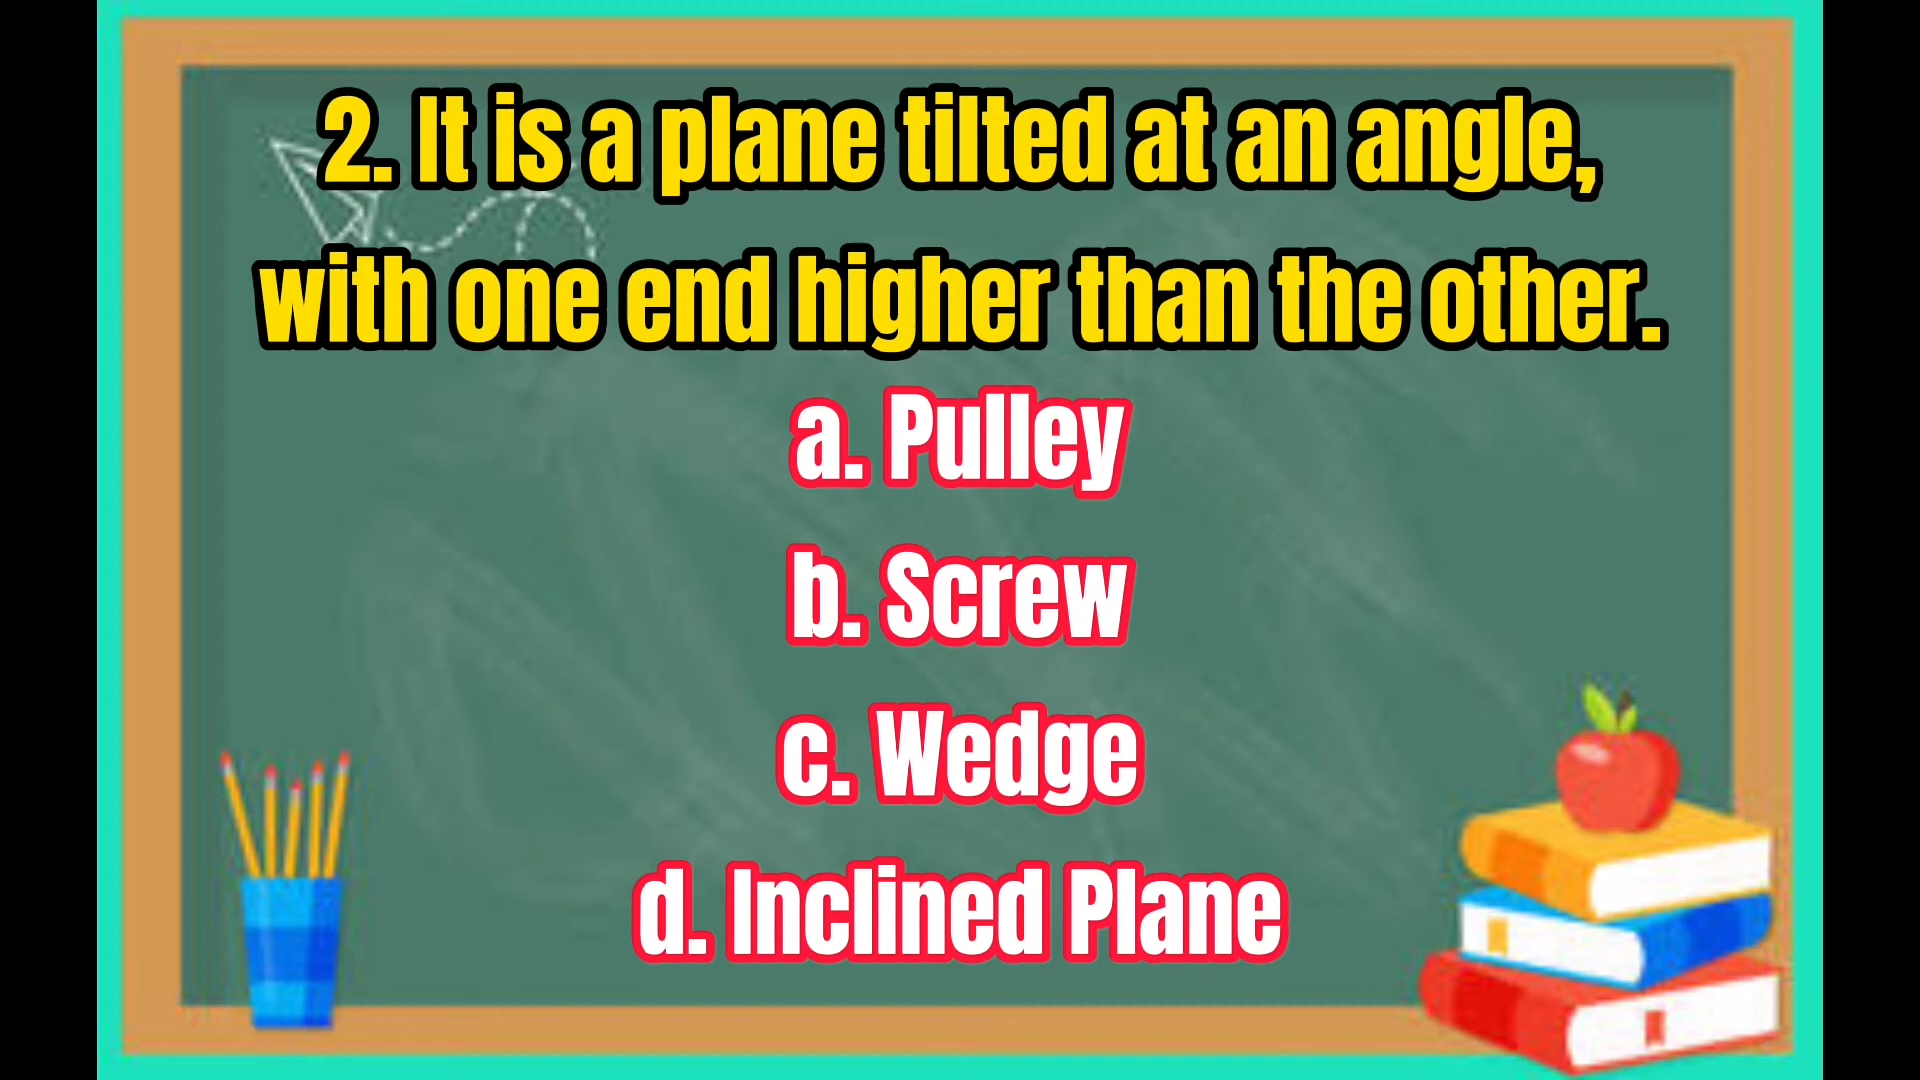 2. It is a plane tilted at an angle,
with one end higher than the other.
a. Pulley
b. Screw
c. Wedge
d. Inclined Plane